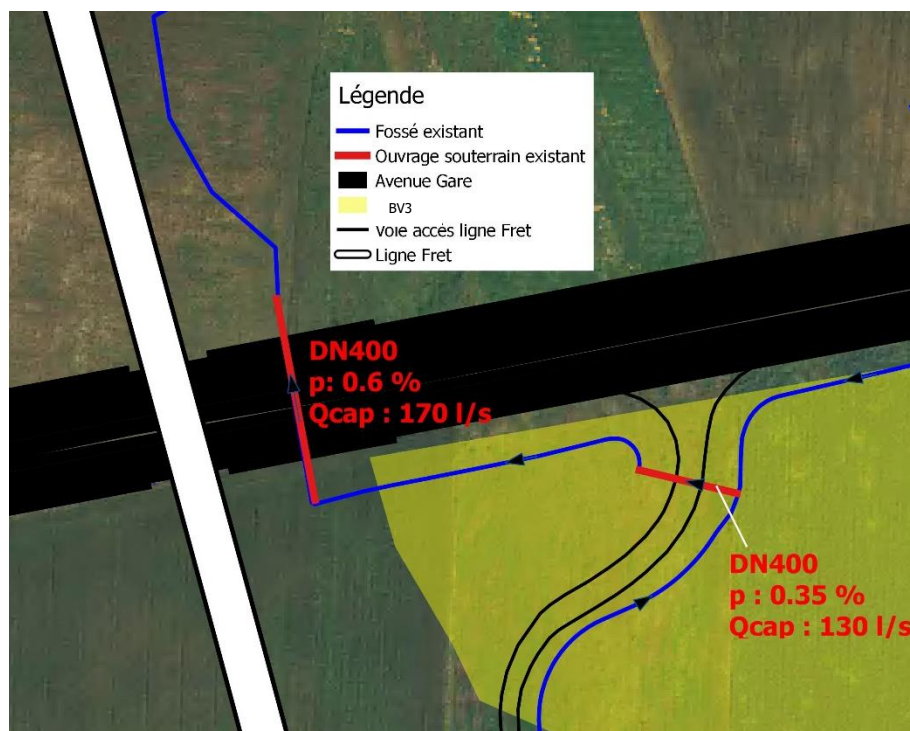 Légende
Fossé existant
Ouvrage souterrain existant
Avenue Gare
BV3
voie accès ligne Fret
Ligne Fret
DN400
p: 0.6 %
Qcap : 170 l/s
DN400
p : 0.35 %
Qcap : 130 l/s